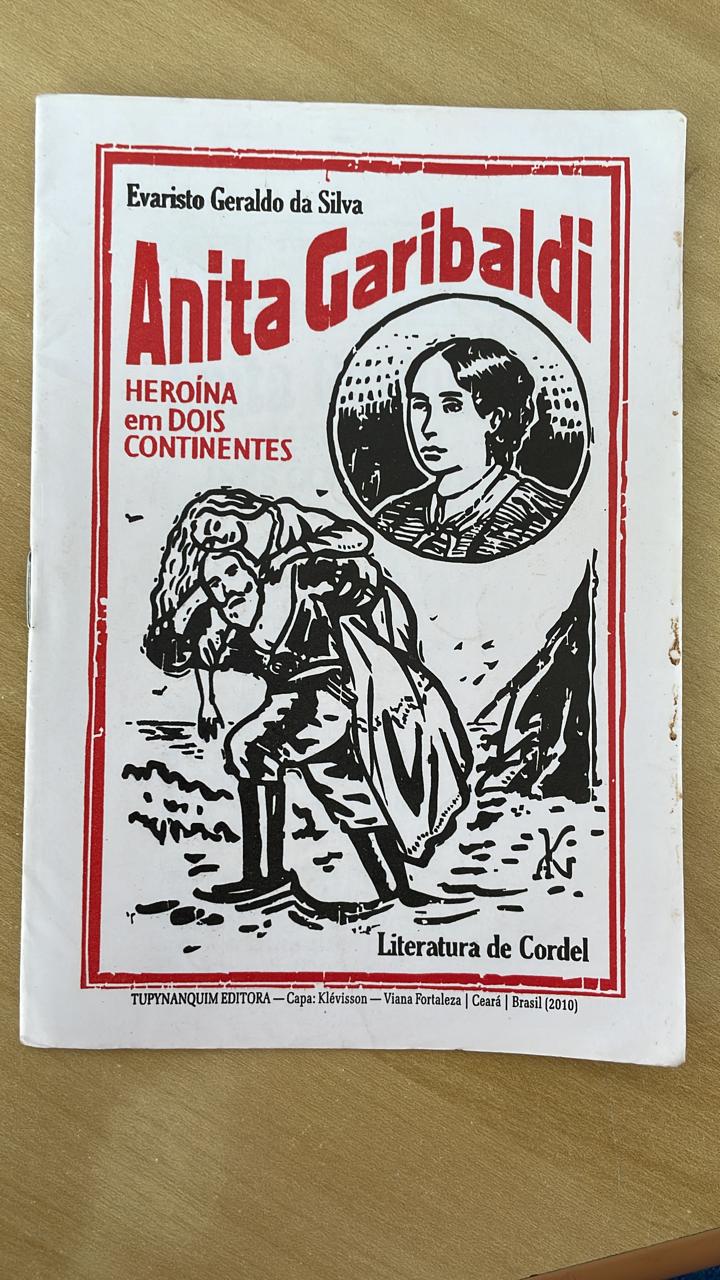 Evaristo Geraldo da Silva
Anita Garibaldi
HEROÍNA
em DOIS
CONTINENTES
Literatura de Cordel
TUPYNANQUIM EDITORA — Capa: Klévisson — Viana Fortaleza | Ceará | Brasil (2010)